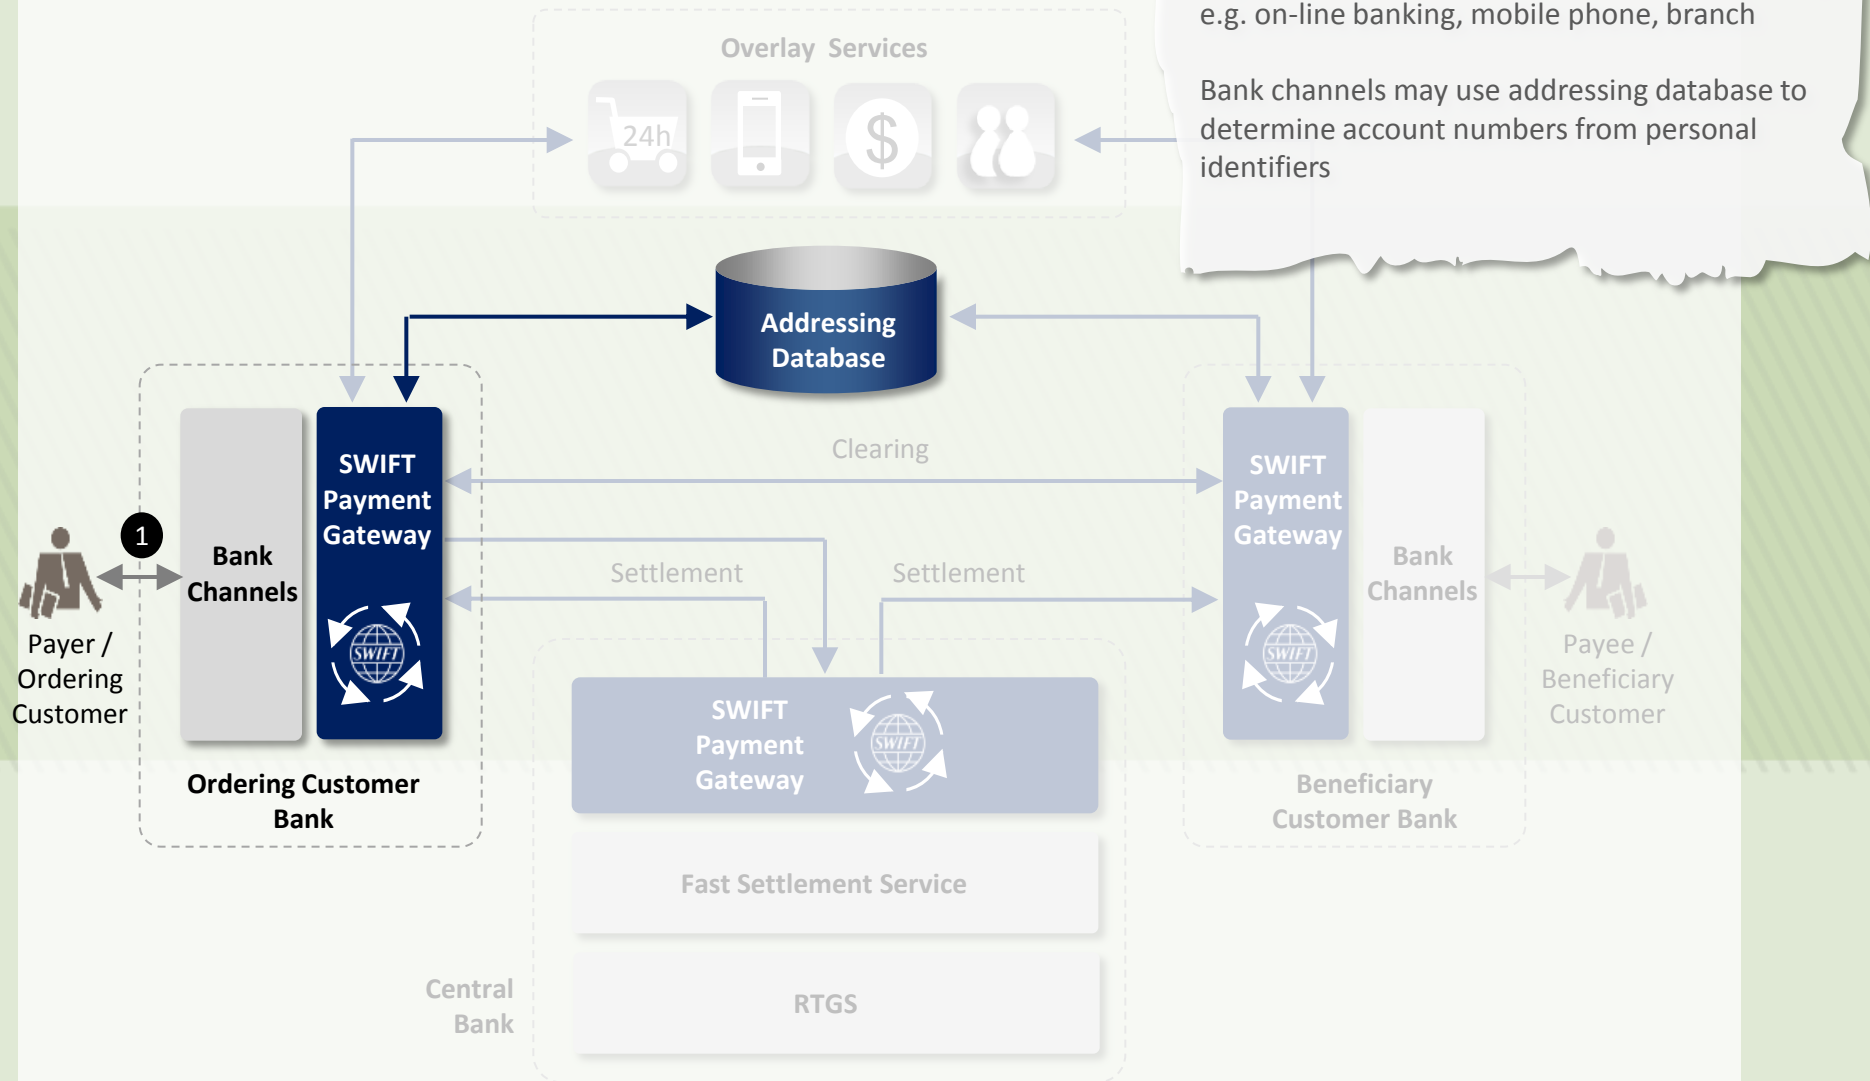 e.g. on-line banking, mobile phone, branch
Bank channels may use addressing database to
determine account numbers from personal
identifiers
Overlay Services
24h
$
Addressing
Database
Clearing
SWIFT
Payment
Gateway
SWIFT
Payment
Gateway
1
Bank
Channels
Bank
Channels
Settlement
Settlement
SWIFT
SWIFT
Payer /
Ordering
Customer
Payee /
Beneficiary
Customer
SWIFT
Payment
Gateway
SWIFT
Ordering Customer
Bank
Beneficiary
Customer Bank
Fast Settlement Service
Central
Bank
RTGS